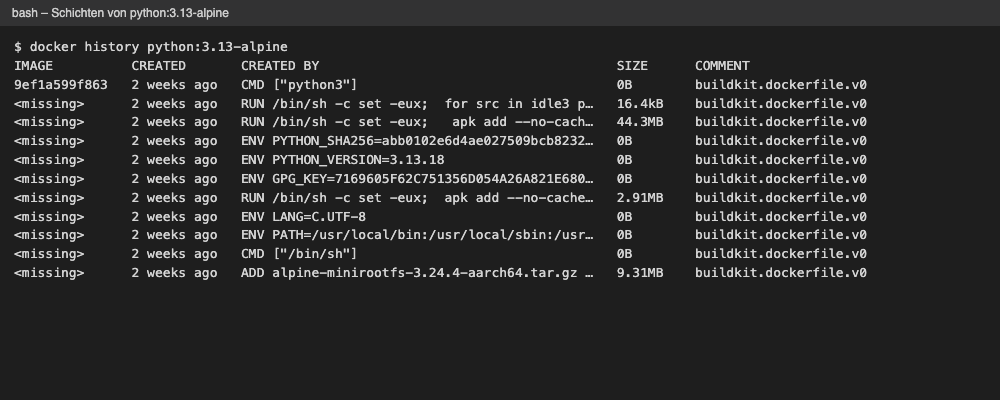 bash – Schichten von python:3.13-alpine
$ docker history python:3.13-alpine
IMAGE CREATED CREATED BY SIZE COMMENT
9ef1a599f863 2 weeks ago CMD ["python3"] 0B buildkit.dockerfile.v0
<missing> 2 weeks ago RUN /bin/sh -c set -eux; for src in idle3 p… 16.4kB buildkit.dockerfile.v0
<missing> 2 weeks ago RUN /bin/sh -c set -eux; apk add --no-cach… 44.3MB buildkit.dockerfile.v0
<missing> 2 weeks ago ENV PYTHON_SHA256=abb0102e6d4ae027509bcb8232… 0B buildkit.dockerfile.v0
<missing> 2 weeks ago ENV PYTHON_VERSION=3.13.18 0B buildkit.dockerfile.v0
<missing> 2 weeks ago ENV GPG_KEY=7169605F62C751356D054A26A821E680… 0B buildkit.dockerfile.v0
<missing> 2 weeks ago RUN /bin/sh -c set -eux; apk add --no-cache… 2.91MB buildkit.dockerfile.v0
<missing> 2 weeks ago ENV LANG=C.UTF-8 0B buildkit.dockerfile.v0
<missing> 2 weeks ago ENV PATH=/usr/local/bin:/usr/local/sbin:/usr… 0B buildkit.dockerfile.v0
<missing> 2 weeks ago CMD ["/bin/sh"] 0B buildkit.dockerfile.v0
<missing> 2 weeks ago ADD alpine-minirootfs-3.24.4-aarch64.tar.gz … 9.31MB buildkit.dockerfile.v0